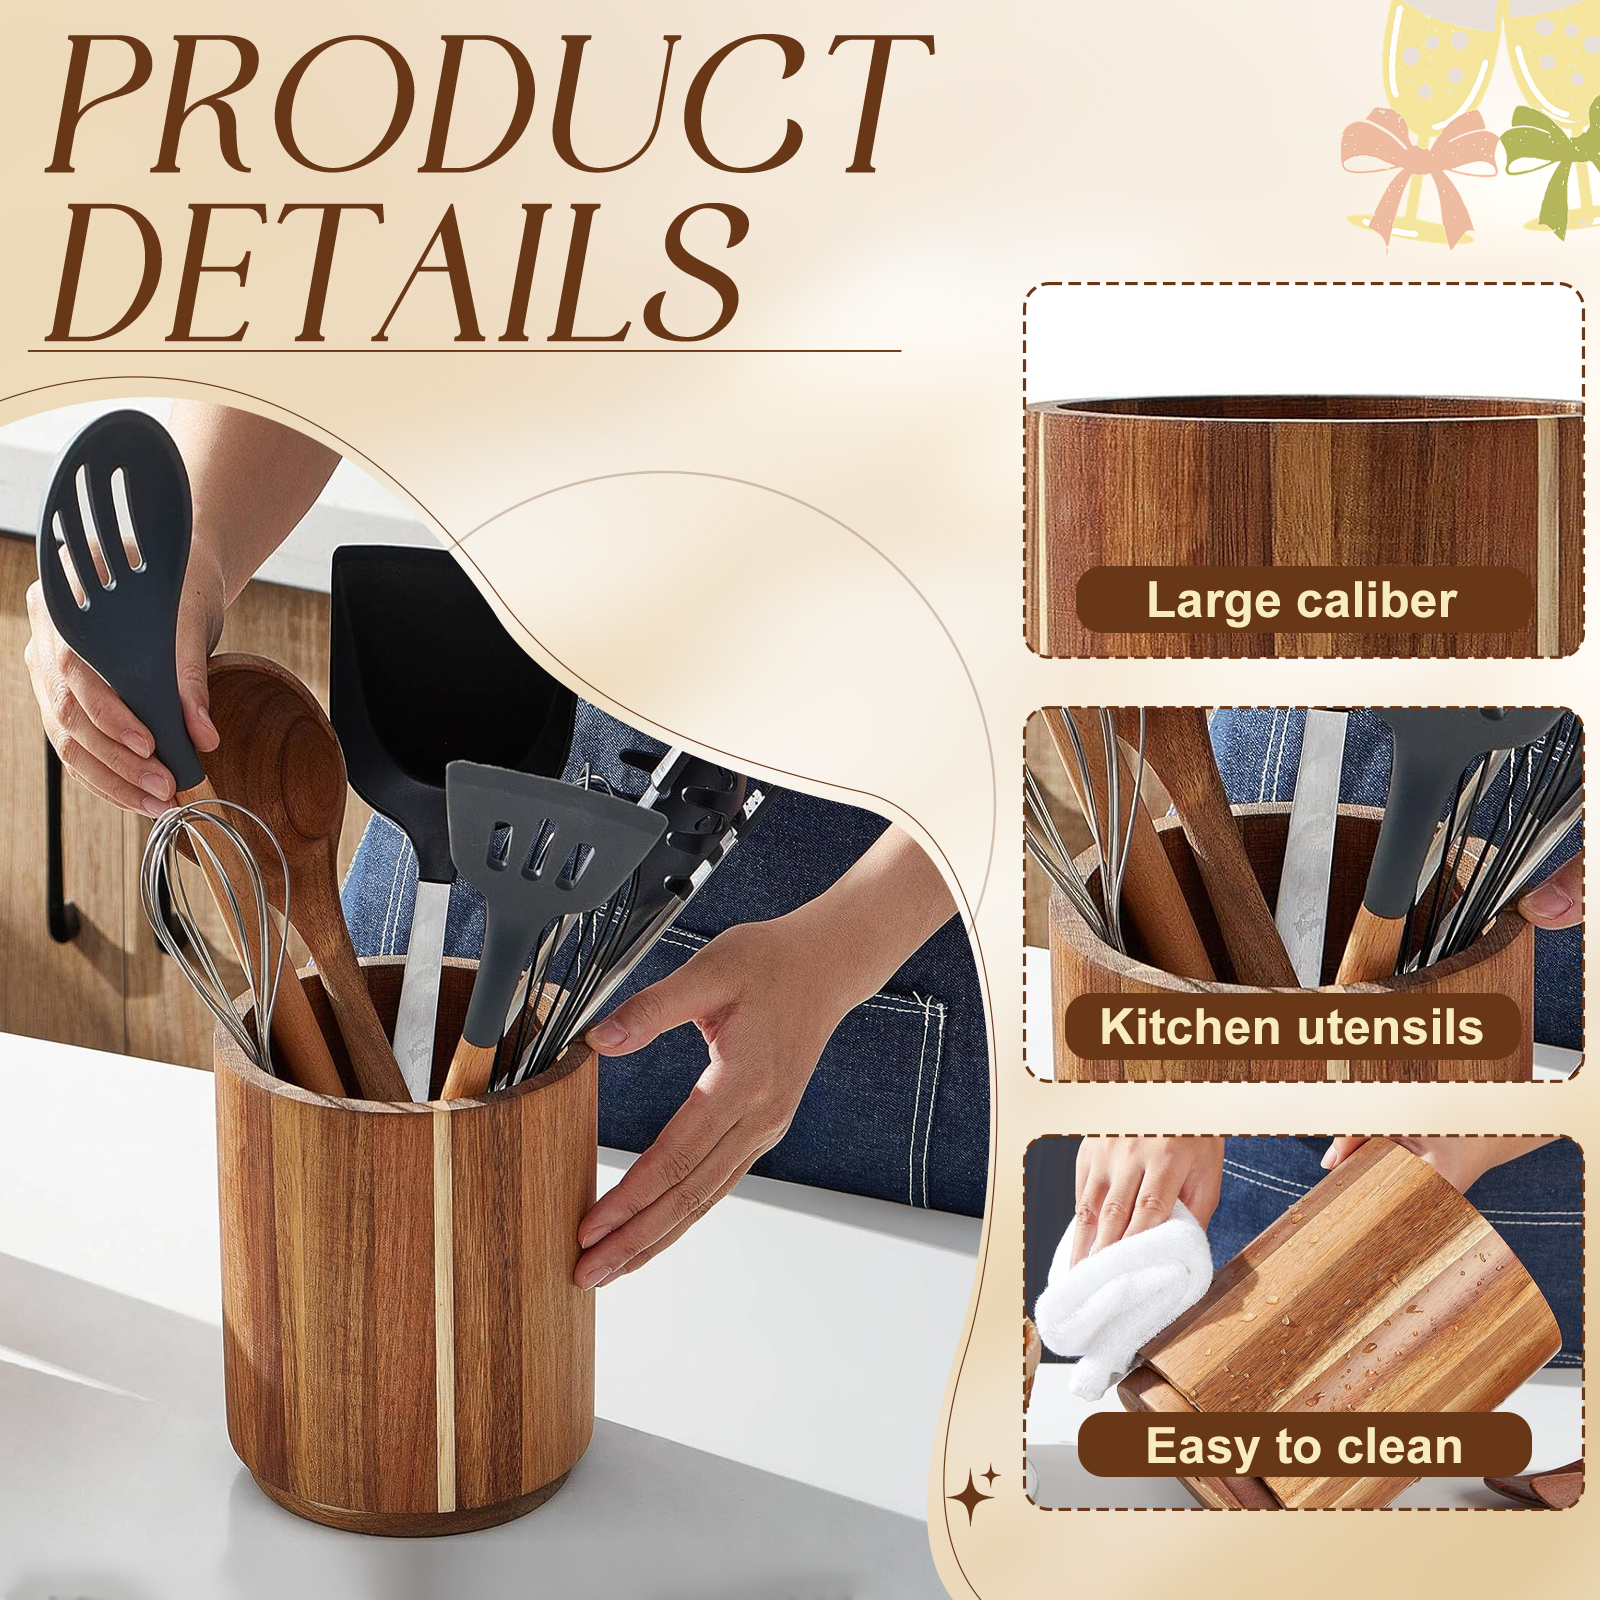 PRODUCT
DETAILS
Large caliber
Kitchen utensils
Easy to clean